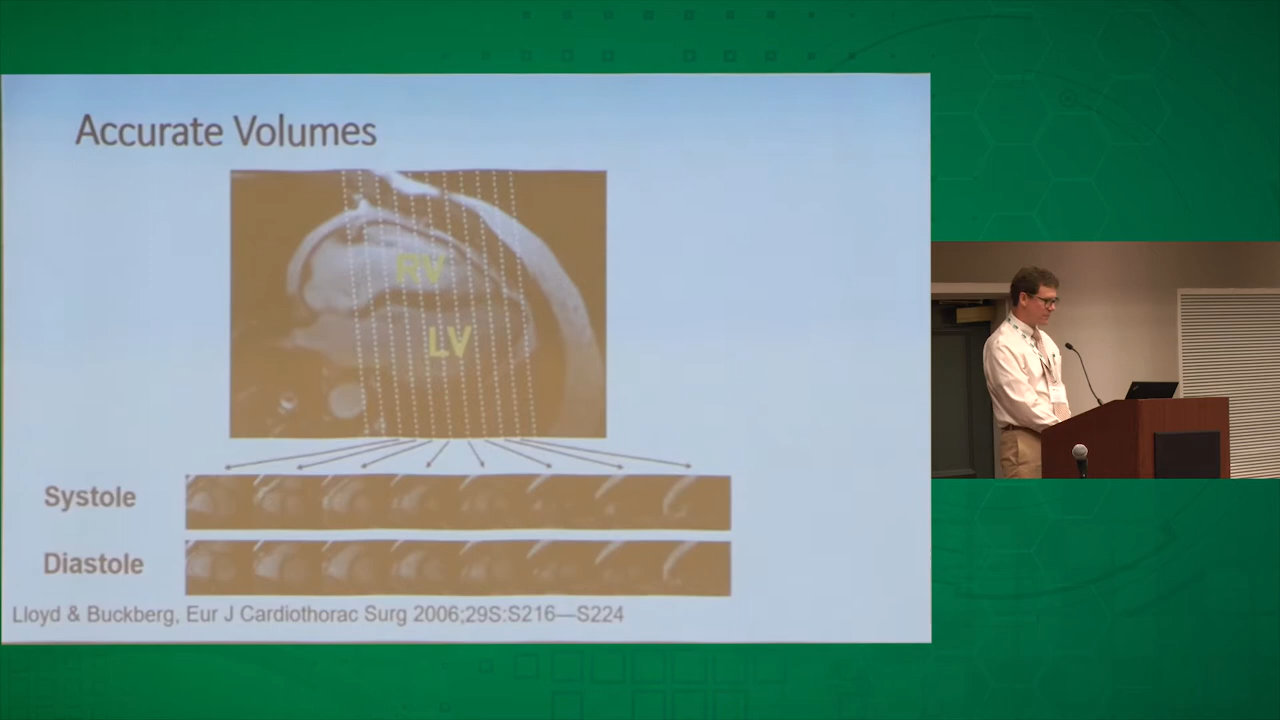 Accurate Volumes
RV
LV
Systole
Diastole
Lloyd & Buckberg, Eur J Cardiothorac Surg 2006;29S:S216—S224